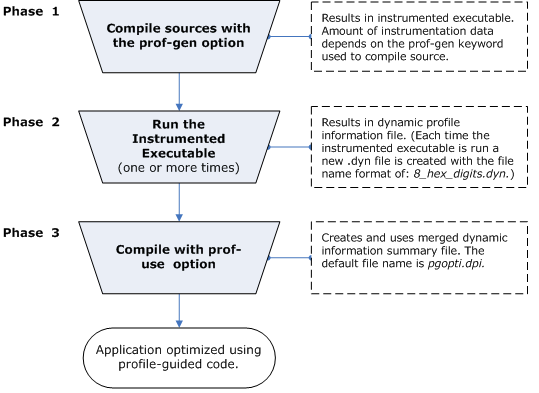 Phase 1
Compile sources with
the prof-gen option
Results in instrumented executable.
Amount of instrumentation data
depends on the prof-gen keyword
used to compile source.
Phase 2
Run the
Instrumented
Executable
(one or more times)
Results in dynamic profile
information file. (Each time the
instrumented executable is run a
new .dyn file is created with the file
name format of: 8_hex_digits.dyn.)
Phase 3
Compile with prof-
use option
Creates and uses merged dynamic
information summary file. The
default file name is pgopti.dpi.
Application optimized using
profile-guided code.